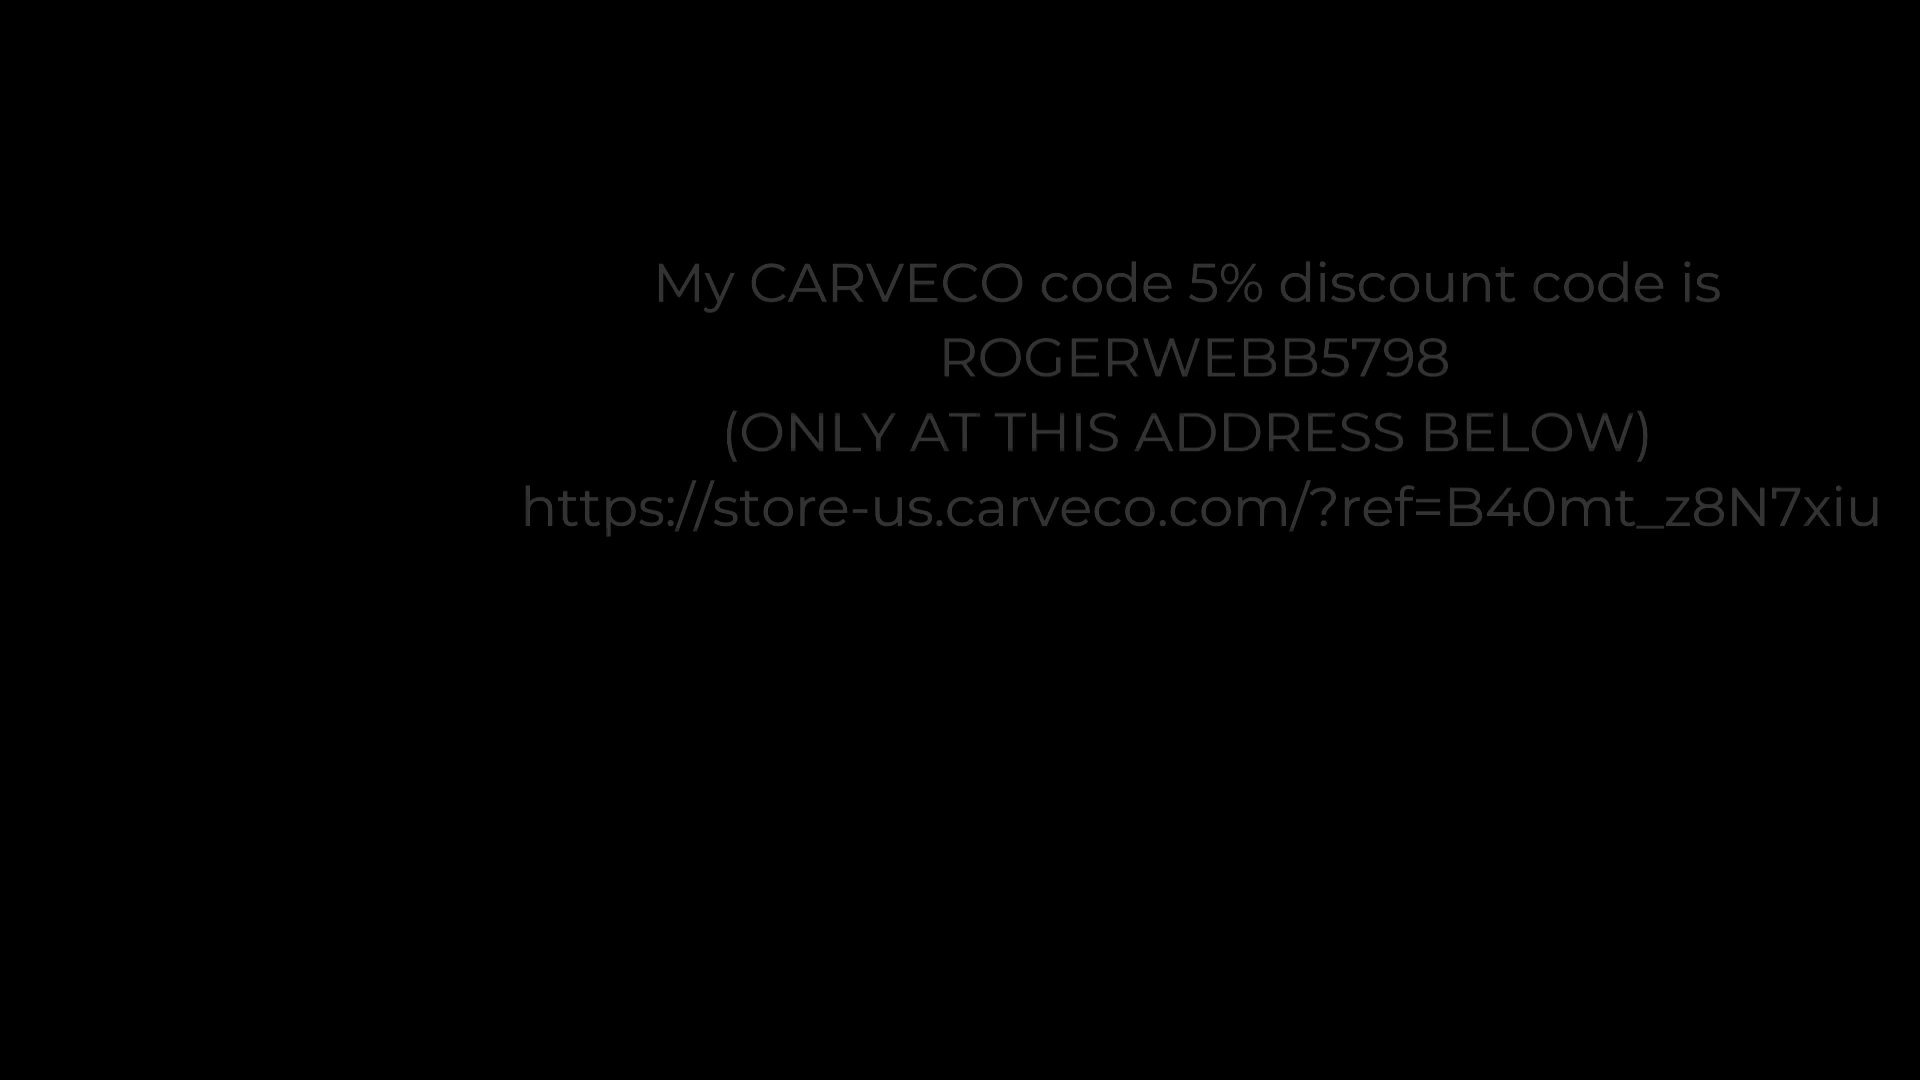 My CARVECO code 5% discount code is
ROGERWEBB5798
(ONLY AT THIS ADDRESS BELOW)
https://store-us.carveco.com/?ref=B40mt_z8N7xiu